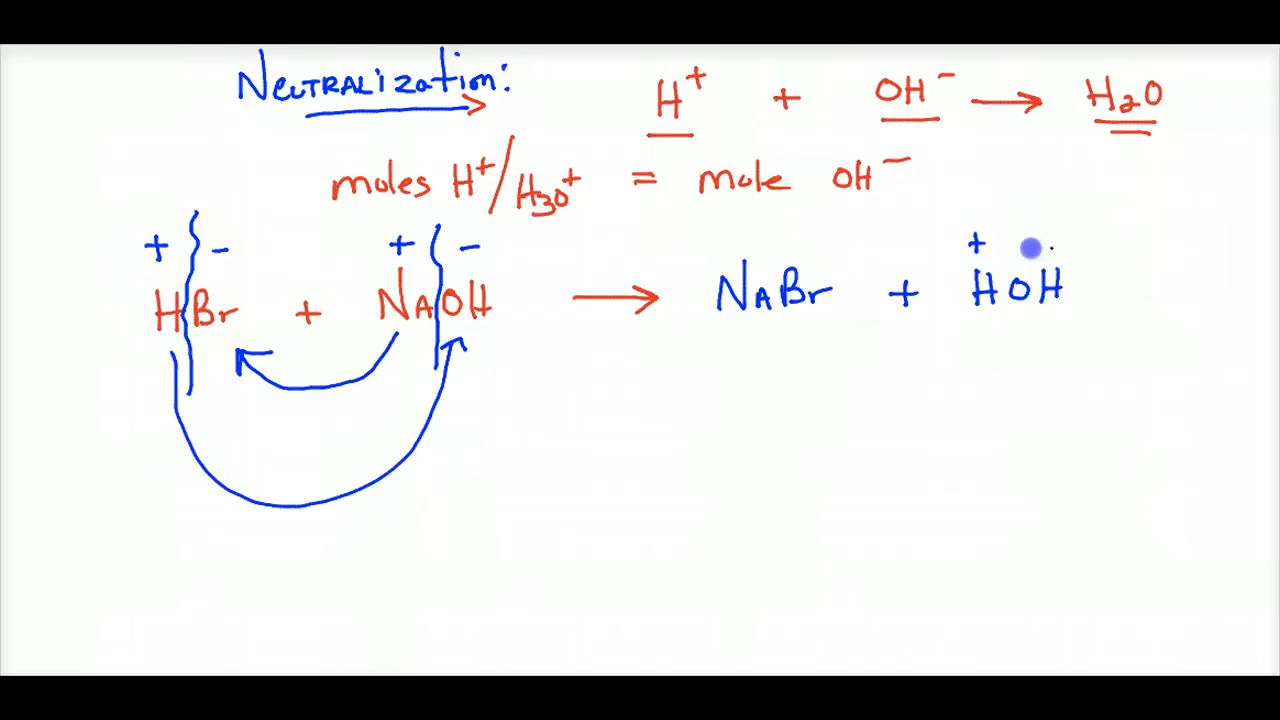 Neutralization: H⁺ + OH⁻ → H₂O
moles H⁺/H₃O⁺ = mole OH⁻
+ - + - +
HBr + NaOH → NaBr + HOH